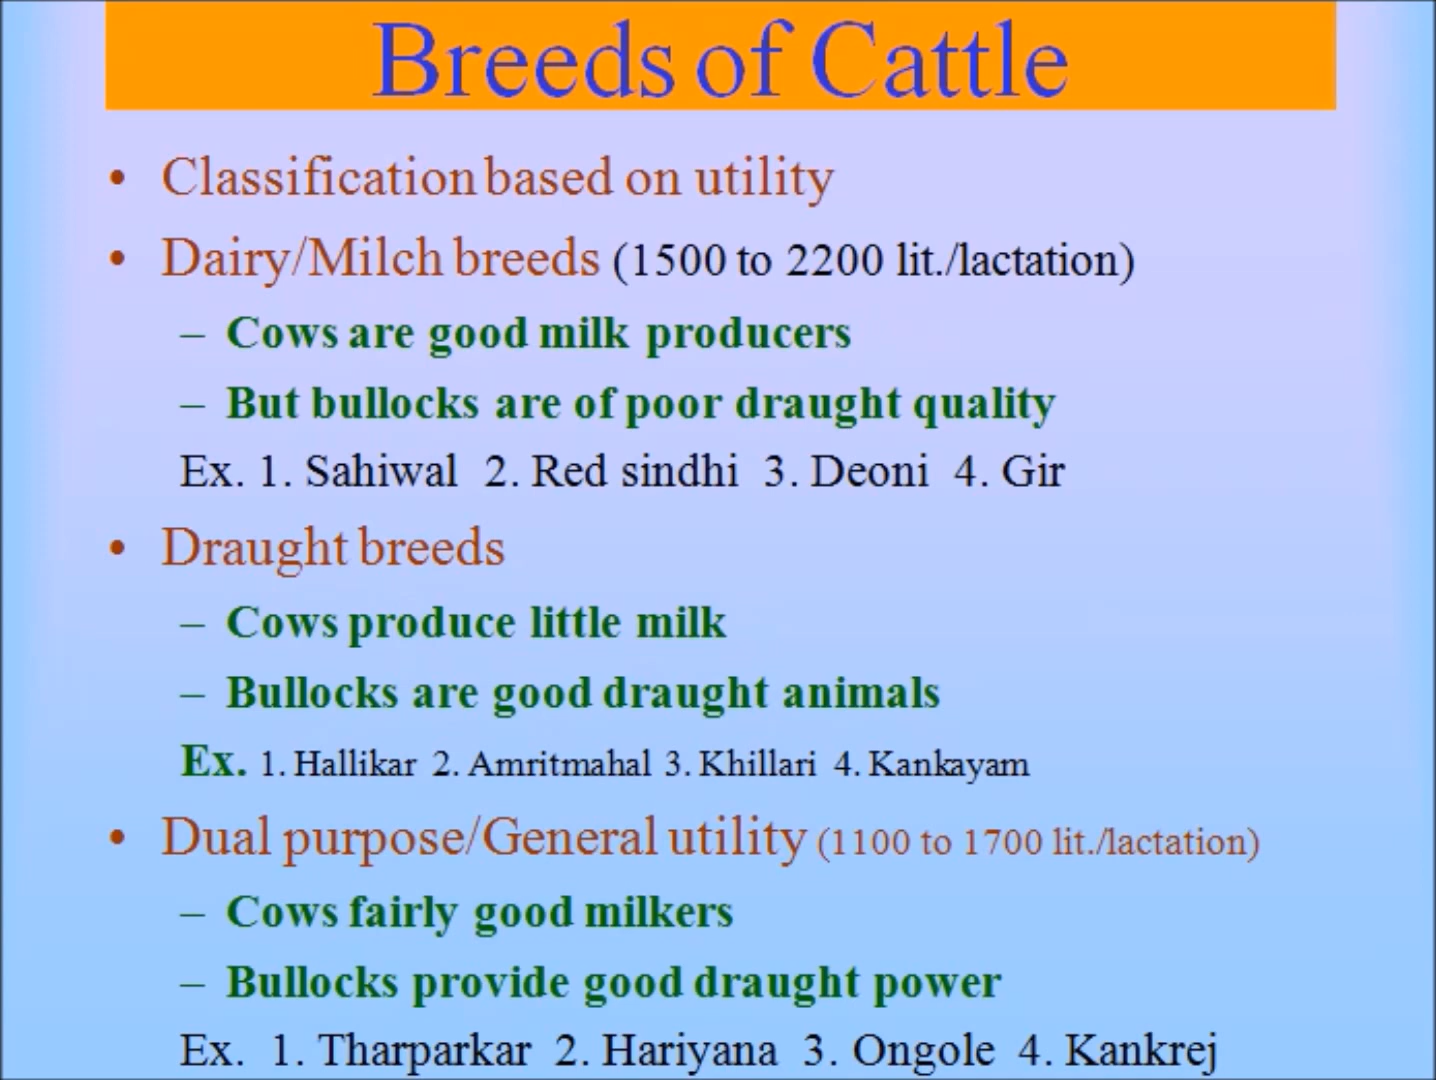 Breeds of Cattle
• Classification based on utility
• Dairy/Milch breeds (1500 to 2200 lit./lactation)
– Cows are good milk producers
– But bullocks are of poor draught quality
Ex. 1. Sahiwal 2. Red sindhi 3. Deoni 4. Gir
• Draught breeds
– Cows produce little milk
– Bullocks are good draught animals
Ex. 1. Hallikar 2. Amritmahal 3. Khillari 4. Kankayam
• Dual purpose/General utility (1100 to 1700 lit./lactation)
– Cows fairly good milkers
– Bullocks provide good draught power
Ex. 1. Tharparkar 2. Hariyana 3. Ongole 4. Kankrej